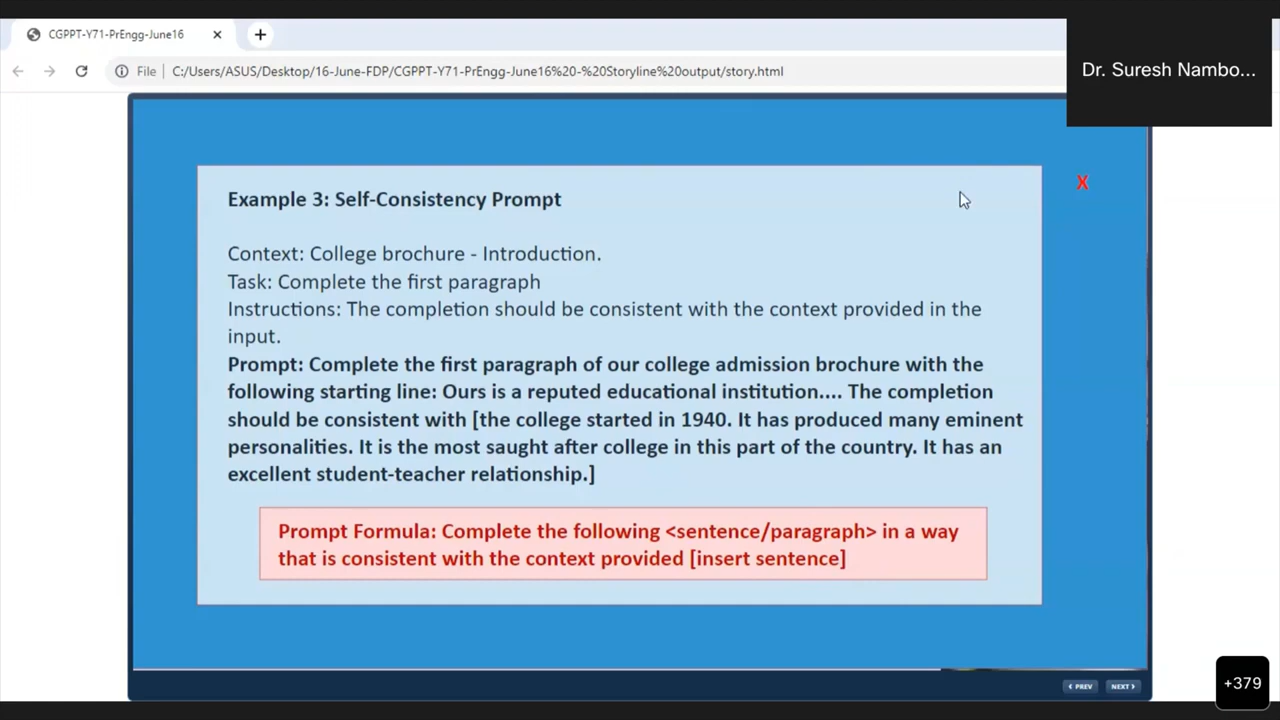 CGPPT-Y71-PrEngg-June16
File
C:/Users/ASUS/Desktop/16-June-FDP/CGPPT-Y71-PrEngg-June16%20-%20Storyline%20output/story.html
Dr. Suresh Nambo...
X
Example 3: Self-Consistency Prompt
Context: College brochure - Introduction.
Task: Complete the first paragraph
Instructions: The completion should be consistent with the context provided in the
input.
Prompt: Complete the first paragraph of our college admission brochure with the
following starting line: Ours is a reputed educational institution.... The completion
should be consistent with [the college started in 1940. It has produced many eminent
personalities. It is the most saught after college in this part of the country. It has an
excellent student-teacher relationship.]
Prompt Formula: Complete the following <sentence/paragraph> in a way
that is consistent with the context provided [insert sentence]
PREV
NEXT
+379